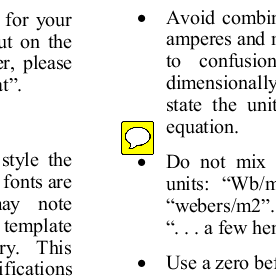 for your
ut on the
er, please
at”.
style the
fonts are
ay note
template
ry. This
ifications
• Avoid combin
amperes and m
to confusion
dimensionally
state the unit
equation.
• Do not mix
units: “Wb/m
“webers/m2”.
“. . . a few hen
• Use a zero bef